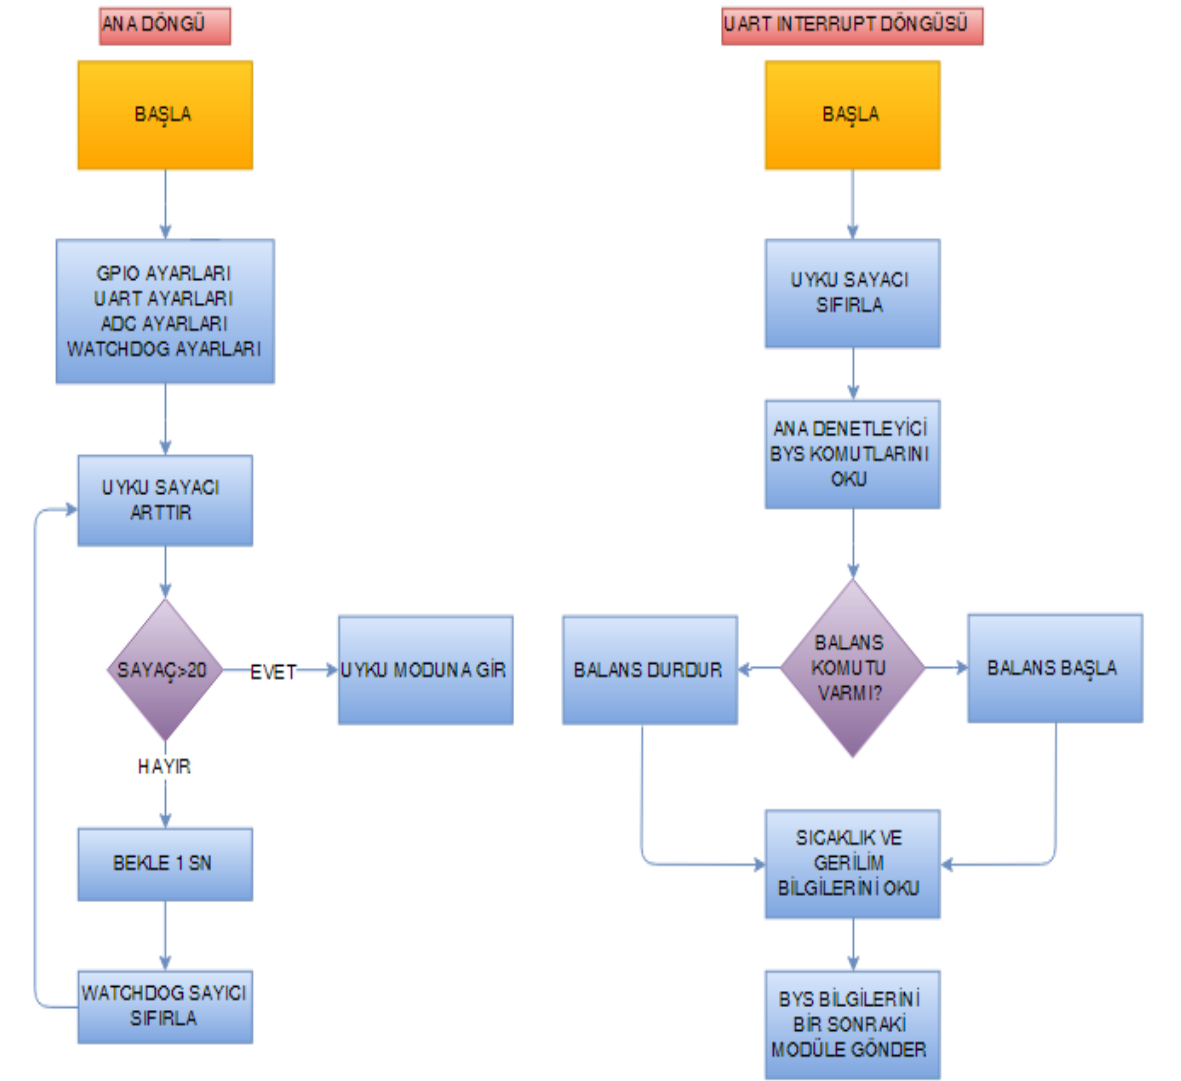 ANA DÖNGÜ
BAŞLA
GPIO AYARLARI
UART AYARLARI
ADC AYARLARI
WATCHDOG AYARLARI
UYKU SAYACI
ARTTIR
SAYAÇ>20
EVET
UYKU MODUNA GİR
HAYIR
BEKLE 1 SN
WATCHDOG SAYICI
SIFIRLA
UART INTERRUPT DÖNGÜSÜ
BAŞLA
UYKU SAYACI
SIFIRLA
ANA DENETLEYİCİ
BYS KOMUTLARINI
OKU
BALANS
KOMUTU
VARMI?
BALANS DURDUR
BALANS BAŞLA
SICAKLIK VE
GERİLİM
BİLGİLERİNİ OKU
BYS BİLGİLERİNİ
BİR SONRAKİ
MODÜLE GÖNDER